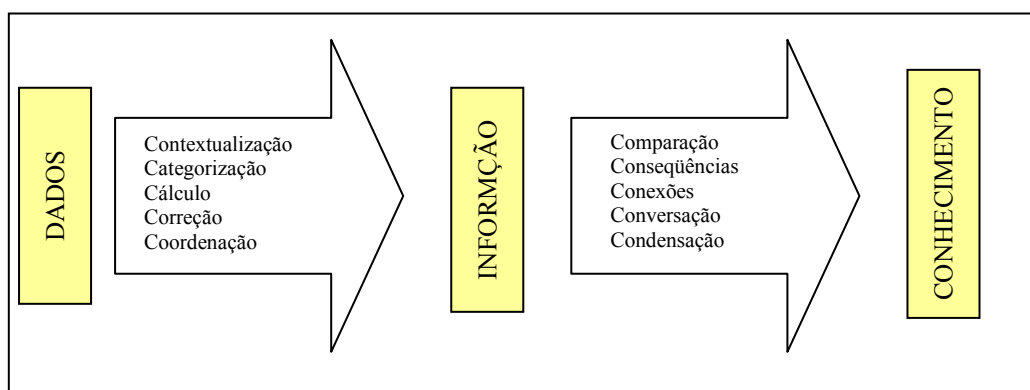 DADOS
Contextualização
Categorização
Cálculo
Correção
Coordenação
INFORMÇÃO
Comparação
Conseqüências
Conexões
Conversação
Condensação
CONHECIMENTO